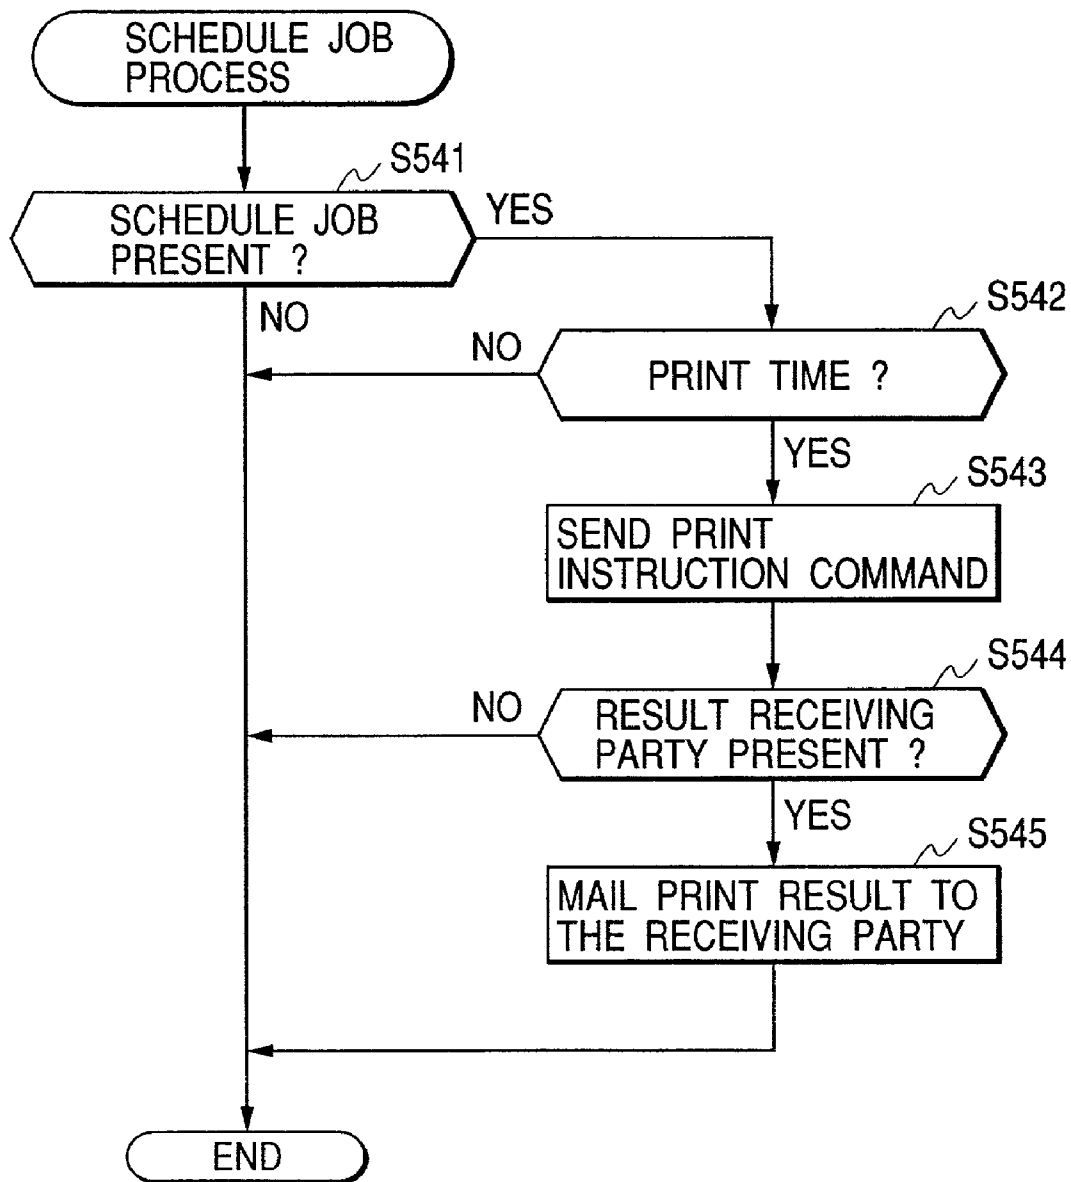 SCHEDULE JOB
PROCESS
S541
SCHEDULE JOB
PRESENT ?
YES
NO
S542
NO
PRINT TIME ?
YES
S543
SEND PRINT
INSTRUCTION COMMAND
S544
NO
RESULT RECEIVING
PARTY PRESENT ?
YES
S545
MAIL PRINT RESULT TO
THE RECEIVING PARTY
END